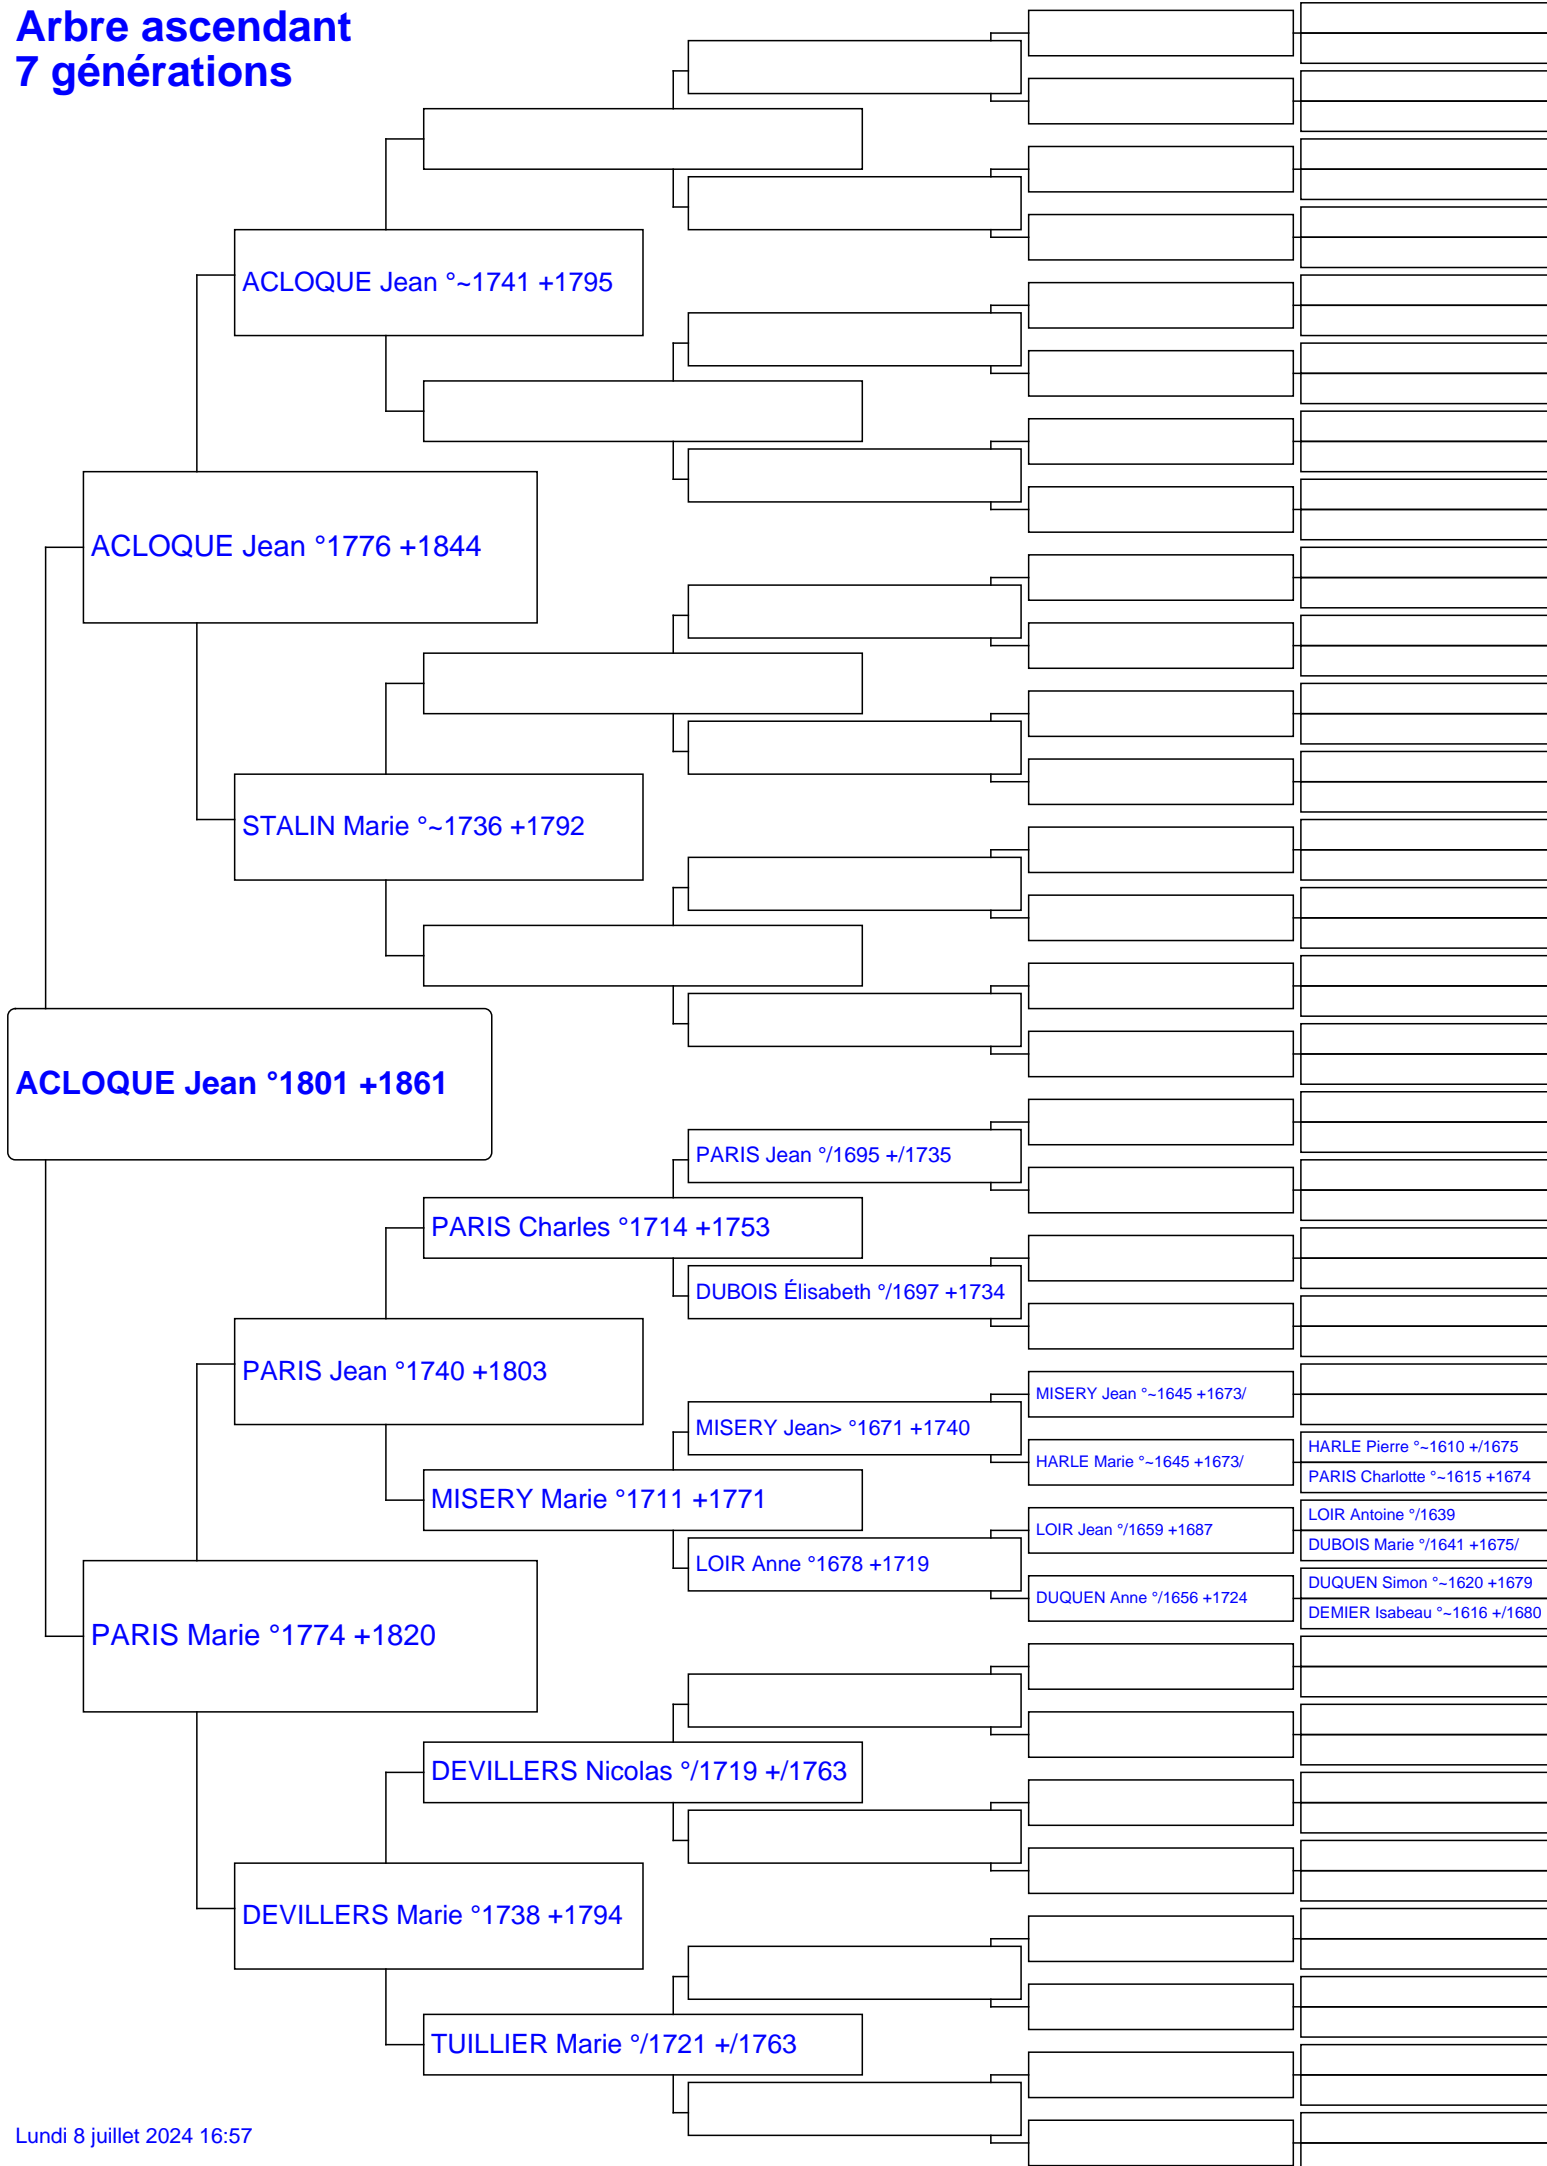 Arbre ascendant
7 générations
ACLOQUE Jean °~1741 +1795
ACLOQUE Jean °1776 +1844
STALIN Marie °~1736 +1792
ACLOQUE Jean °1801 +1861
PARIS Jean °/1695 +/1735
PARIS Charles °1714 +1753
DUBOIS Élisabeth °/1697 +1734
PARIS Jean °1740 +1803
MISERY Jean °~1645 +1673/
MISERY Jean> °1671 +1740
HARLE Pierre °~1610 +/1675
HARLE Marie °~1645 +1673/
PARIS Charlotte °~1615 +1674
MISERY Marie °1711 +1771
LOIR Antoine °/1639
LOIR Jean °/1659 +1687
DUBOIS Marie °/1641 +1675/
LOIR Anne °1678 +1719
DUQUEN Simon °~1620 +1679
DUQUEN Anne °/1656 +1724
DEMIER Isabeau °~1616 +/1680
PARIS Marie °1774 +1820
DEVILLERS Nicolas °/1719 +/1763
DEVILLERS Marie °1738 +1794
TUILLIER Marie °/1721 +/1763
Lundi 8 juillet 2024 16:57